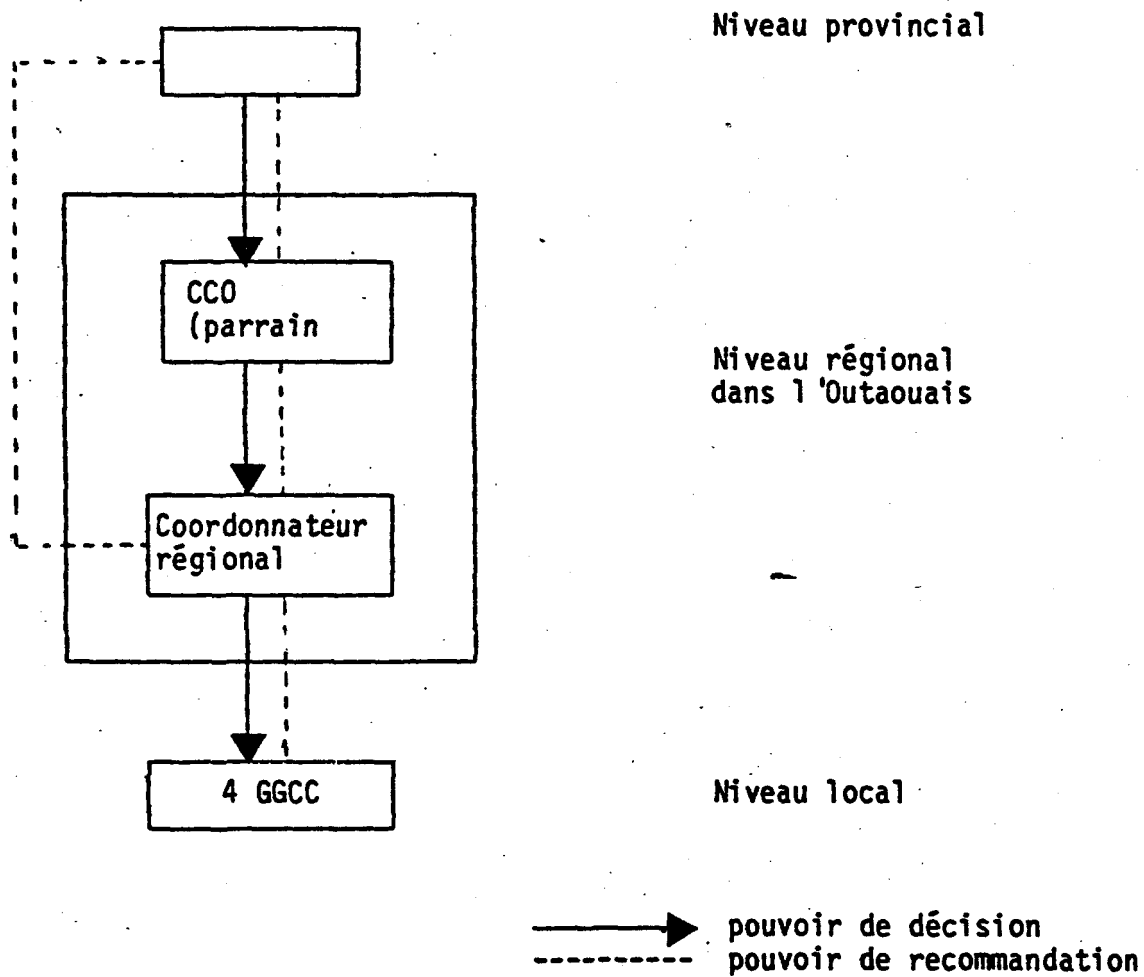 Niveau provincial
CCO
(parrain
Niveau régional
dans l'Outaouais
Coordonnateur
régional
4 GGCC
Niveau local
pouvoir de décision
pouvoir de recommandation